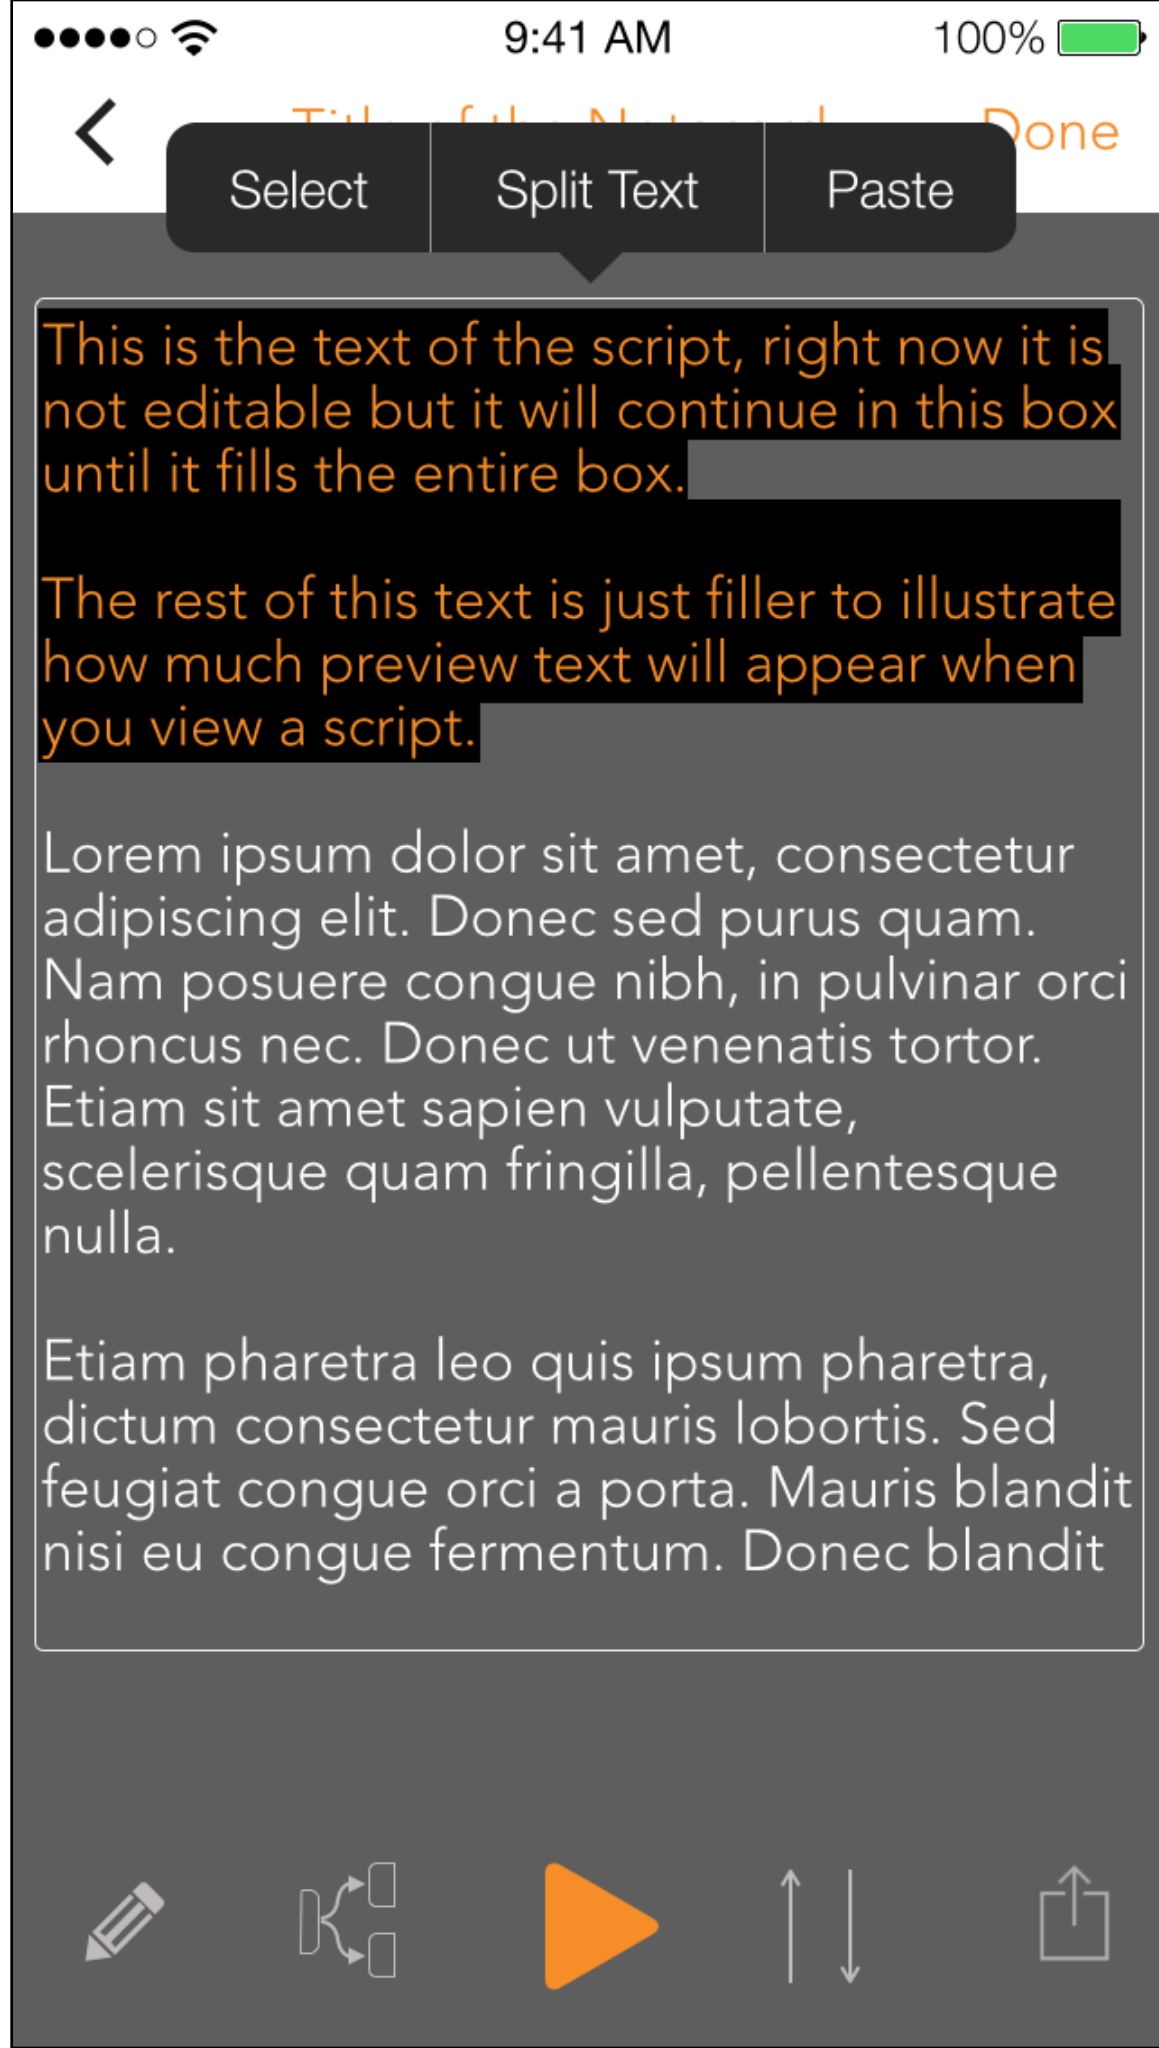 9:41 AM
100%
Title of the Notecard
Done
Select
Split Text
Paste
This is the text of the script, right now it is
not editable but it will continue in this box
until it fills the entire box.
The rest of this text is just filler to illustrate
how much preview text will appear when
you view a script.
Lorem ipsum dolor sit amet, consectetur
adipiscing elit. Donec sed purus quam.
Nam posuere congue nibh, in pulvinar orci
rhoncus nec. Donec ut venenatis tortor.
Etiam sit amet sapien vulputate,
scelerisque quam fringilla, pellentesque
nulla.
Etiam pharetra leo quis ipsum pharetra,
dictum consectetur mauris lobortis. Sed
feugiat congue orci a porta. Mauris blandit
nisi eu congue fermentum. Donec blandit